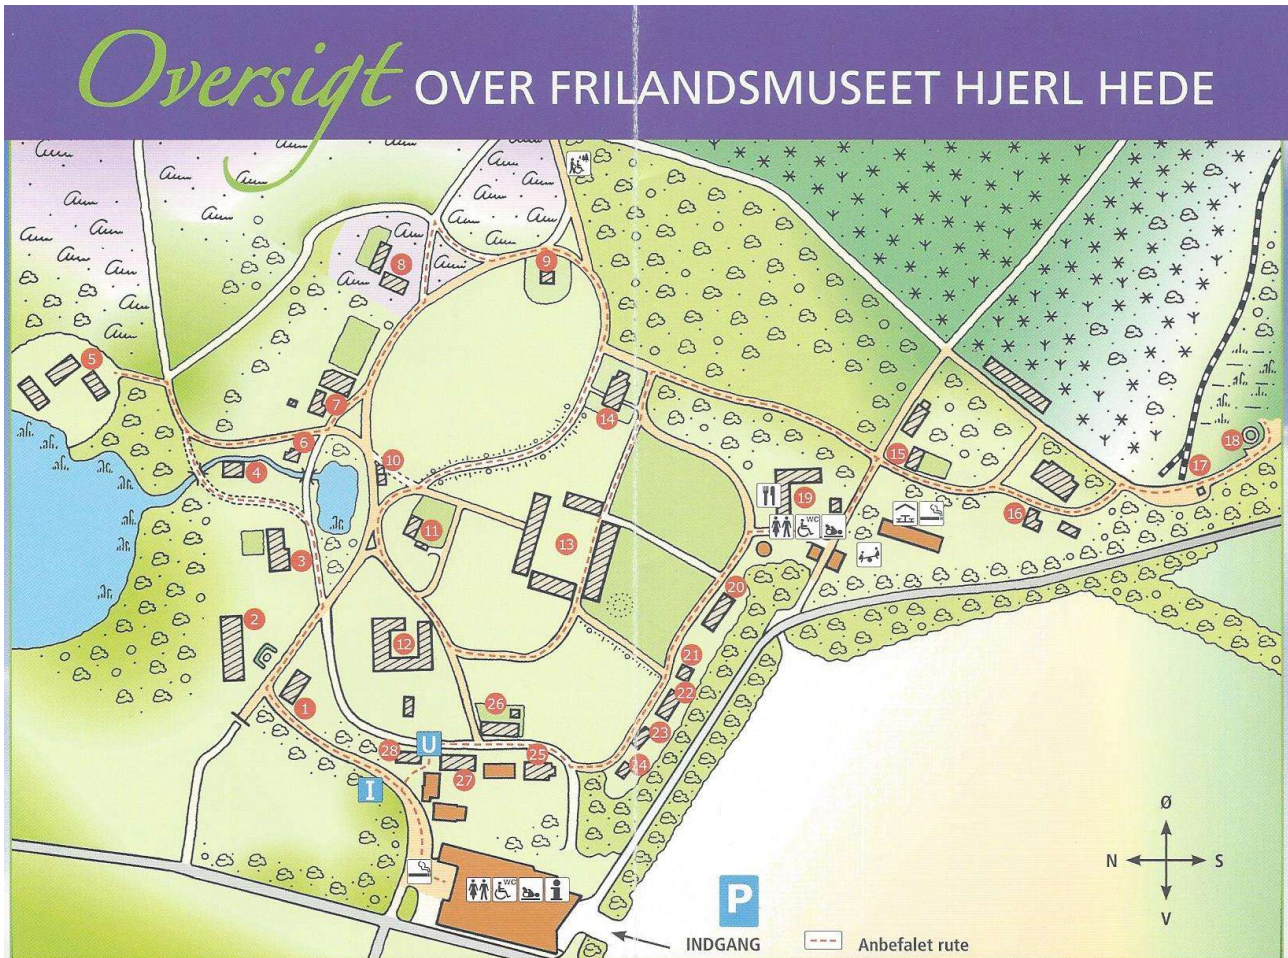 Oversigt OVER FRILANDSMUSEET HJERL HEDE
8
9
5
7
14
6
10
4
15
18
17
19
16
11
13
3
20
2
12
21
22
1
26
23
28
U
25
24
27
I
Ø
N S
V
WC
WC
P
INDGANG
Anbefalet rute